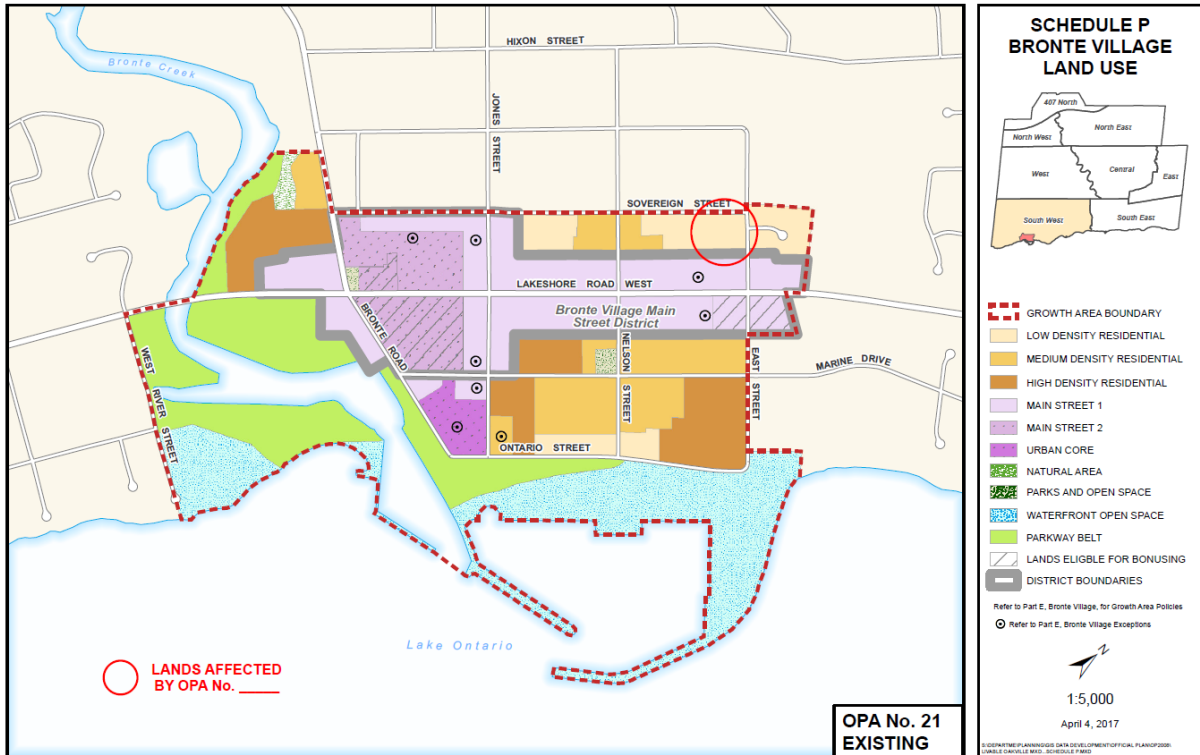 HIXON STREET
Bronte Creek
JONES STREET
SOVEREIGN STREET
LAKESHORE ROAD WEST
Bronte Village Main
Street District
BRONTE ROAD
NELSON STREET
EAST STREET
MARINE DRIVE
WEST RIVER STREET
ONTARIO STREET
Lake Ontario
LANDS AFFECTED
BY OPA No. _____
OPA No. 21
EXISTING
SCHEDULE P
BRONTE VILLAGE
LAND USE
407 North
North West
North East
West
Central
East
South West
South East
GROWTH AREA BOUNDARY
LOW DENSITY RESIDENTIAL
MEDIUM DENSITY RESIDENTIAL
HIGH DENSITY RESIDENTIAL
MAIN STREET 1
MAIN STREET 2
URBAN CORE
NATURAL AREA
PARKS AND OPEN SPACE
WATERFRONT OPEN SPACE
PARKWAY BELT
LANDS ELIGBLE FOR BONUSING
DISTRICT BOUNDARIES
Refer to Part E, Bronte Village, for Growth Area Policies
Refer to Part E, Bronte Village Exceptions
N
1:5,000
April 4, 2017